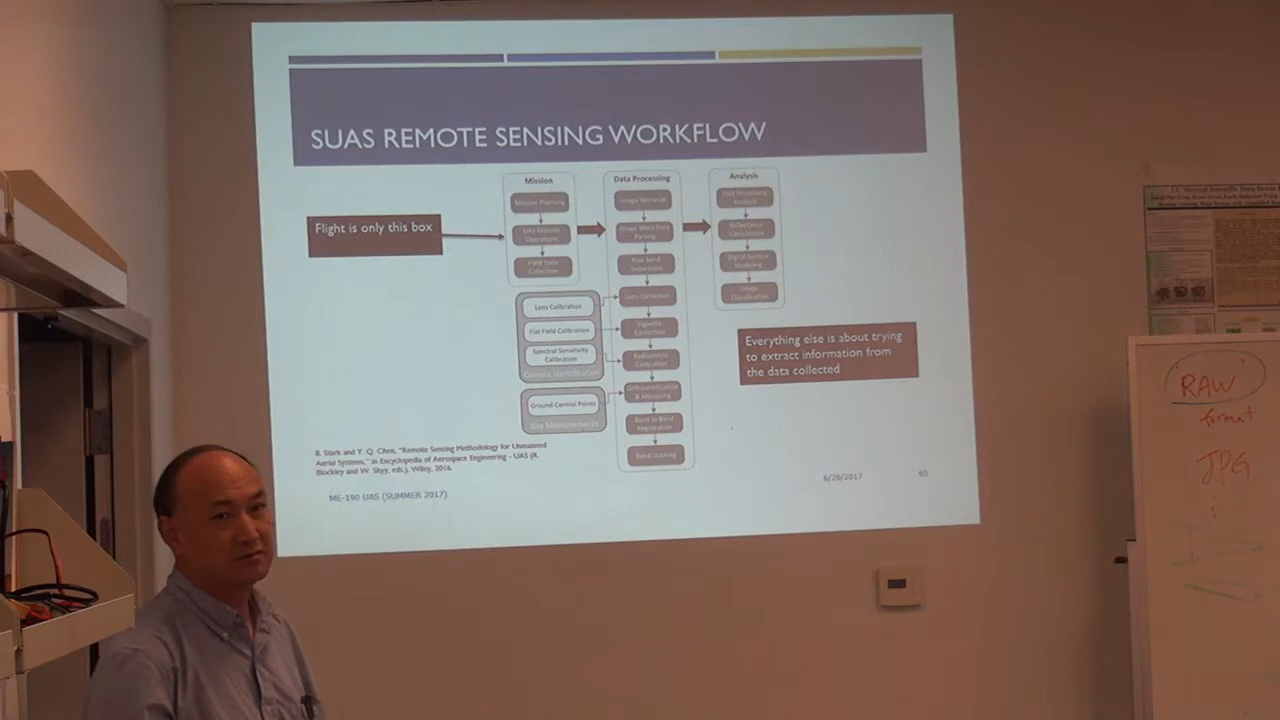 SUAS REMOTE SENSING WORKFLOW
Flight is only this box
Mission
Mission Planning
UAS Mission
Operations
Field Data
Collection
Data Processing
Image Retrieval
Image Meta Data
Parsing
Raw Band
Separation
Lens Correction
Vignette
Correction
Radiometric
Calibration
Orthorectification
& Mosaicing
Band to Band
Registration
Band Stacking
Analysis
Post Processing
Analysis
Reflectance
Calculations
Digital Surface
Modeling
Image
Classification
Lens Calibration
Flat Field Calibration
Spectral Sensitivity
Calibration
Camera Identification
Ground Control Points
Site Measurements
Everything else is about trying
to extract information from
the data collected
B. Stark and Y. Q. Chen, "Remote Sensing Methodology for Unmanned
Aerial Systems," in Encyclopedia of Aerospace Engineering - UAS (R.
Blockley and W. Shyy, eds.), Wiley, 2016.
ME-190 UAS (SUMMER 2017)
6/26/2017
65
RAW
format
JPG